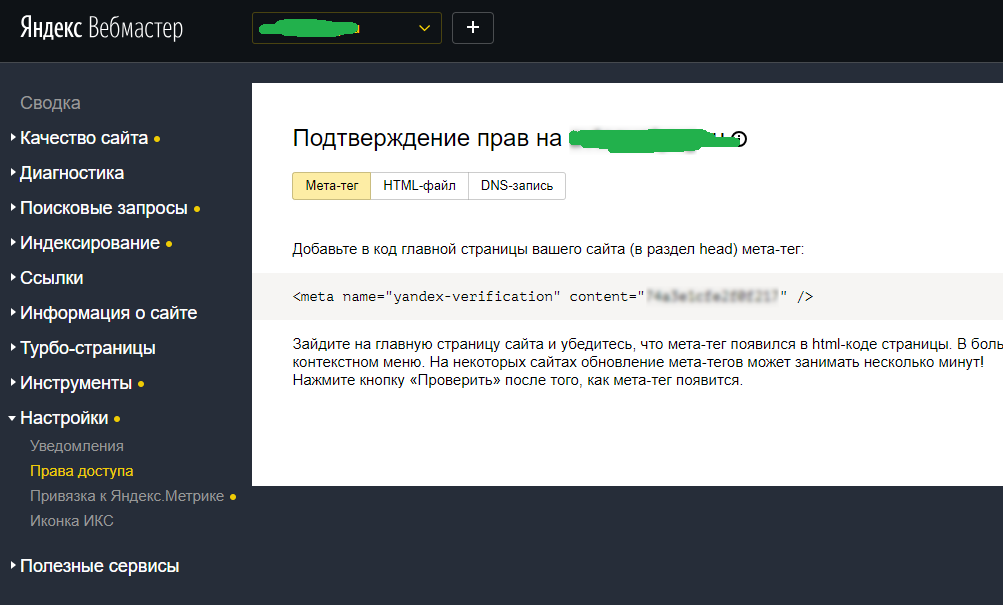 Яндекс Вебмастер
+
Сводка
Качество сайта
Диагностика
Поисковые запросы
Индексирование
Ссылки
Информация о сайте
Турбо-страницы
Инструменты
Настройки
Уведомления
Права доступа
Привязка к Яндекс.Метрике
Иконка ИКС
Полезные сервисы
Подтверждение прав на
Мета-тег HTML-файл DNS-запись
Добавьте в код главной страницы вашего сайта (в раздел head) мета-тег:
<meta name="yandex-verification" content=" " />
Зайдите на главную страницу сайта и убедитесь, что мета-тег появился в html-коде страницы. В боль
контекстном меню. На некоторых сайтах обновление мета-тегов может занимать несколько минут!
Нажмите кнопку «Проверить» после того, как мета-тег появится.